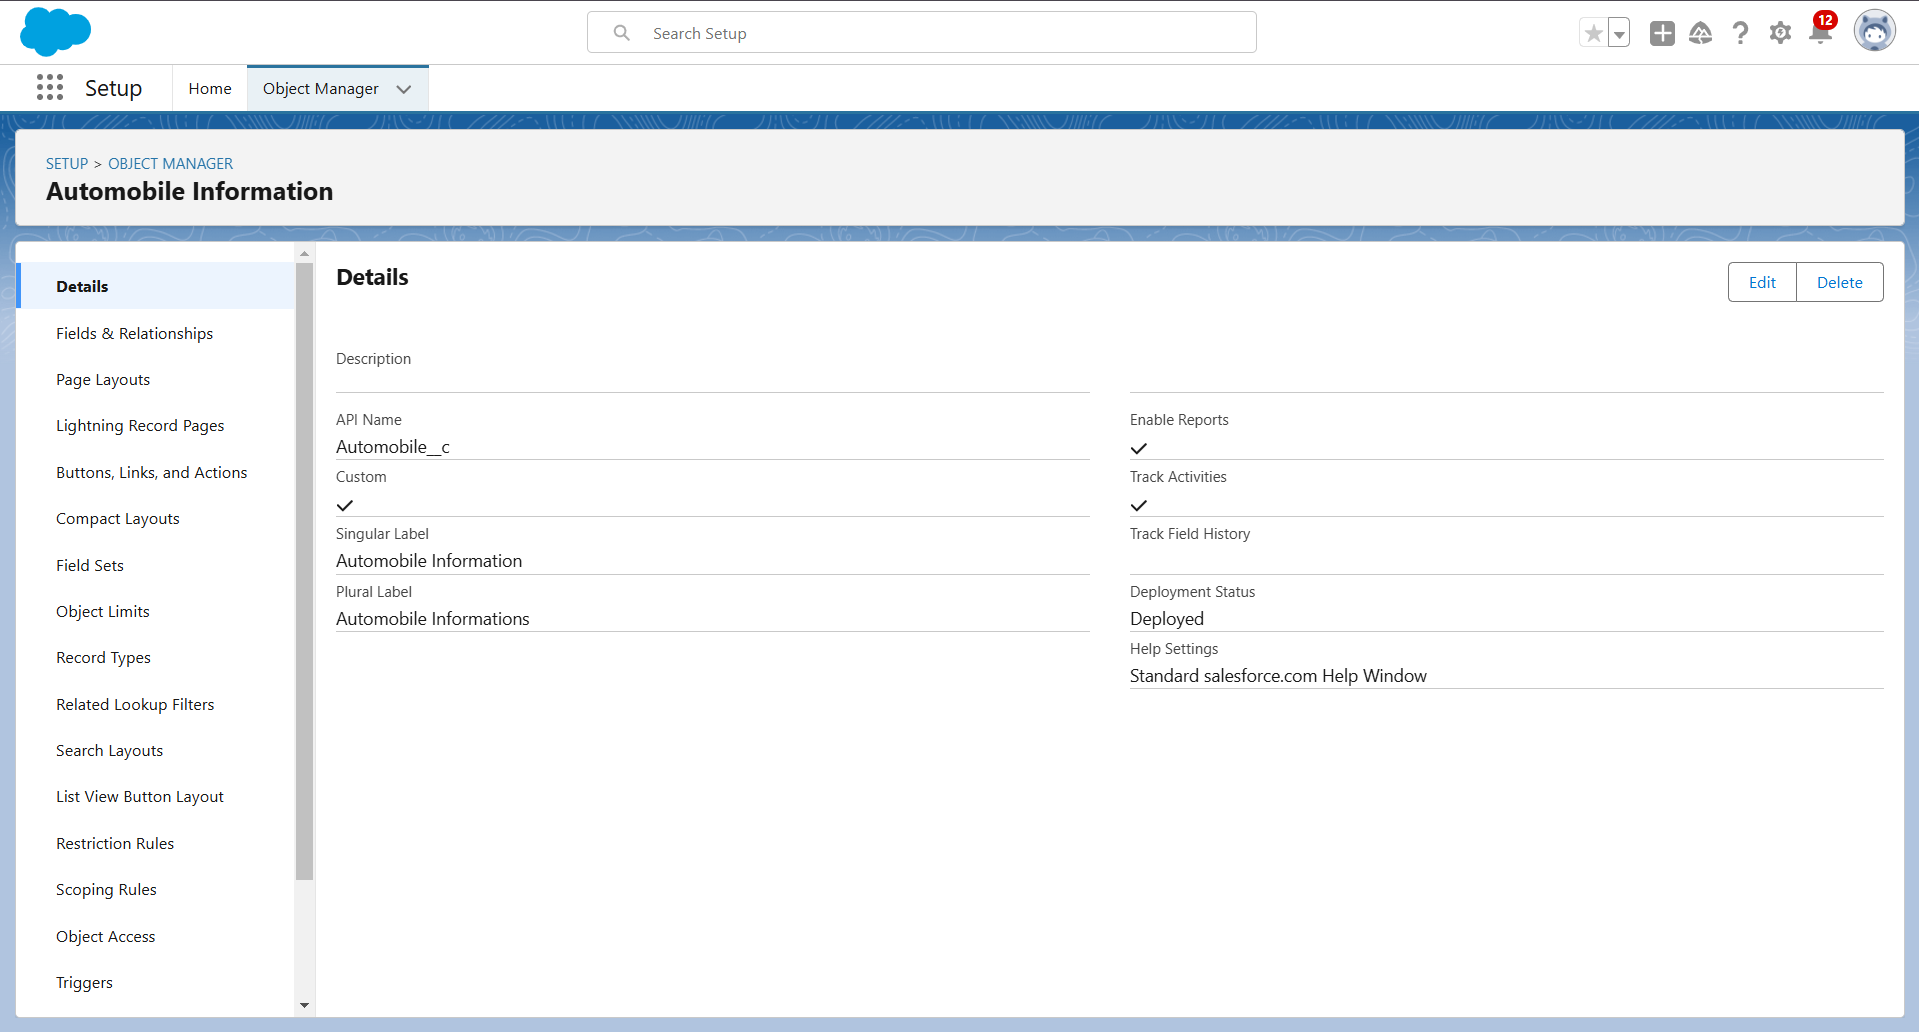 Search Setup
12
Setup
Home
Object Manager
SETUP > OBJECT MANAGER
Automobile Information
Details
Fields & Relationships
Page Layouts
Lightning Record Pages
Buttons, Links, and Actions
Compact Layouts
Field Sets
Object Limits
Record Types
Related Lookup Filters
Search Layouts
List View Button Layout
Restriction Rules
Scoping Rules
Object Access
Triggers
Details
Edit
Delete
Description
API Name
Automobile__c
Custom
Singular Label
Automobile Information
Plural Label
Automobile Informations
Enable Reports
Track Activities
Track Field History
Deployment Status
Deployed
Help Settings
Standard salesforce.com Help Window